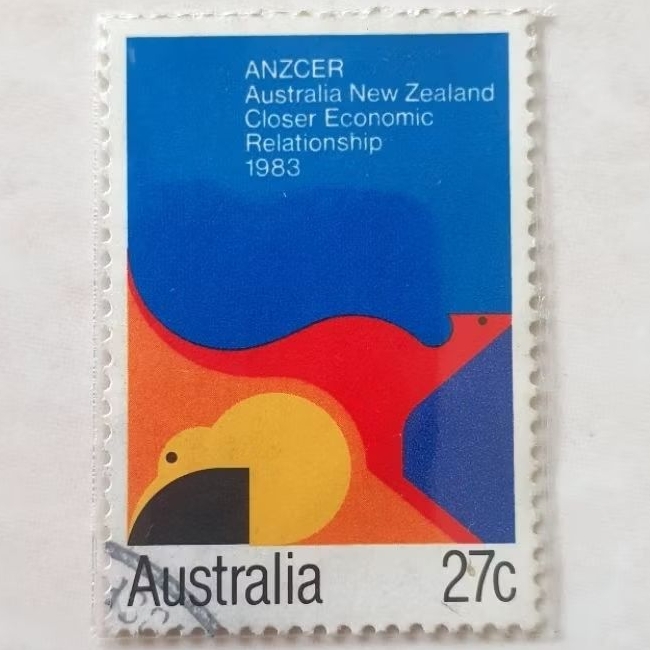 ANZCER
Australia New Zealand
Closer Economic
Relationship
1983
Australia 27c